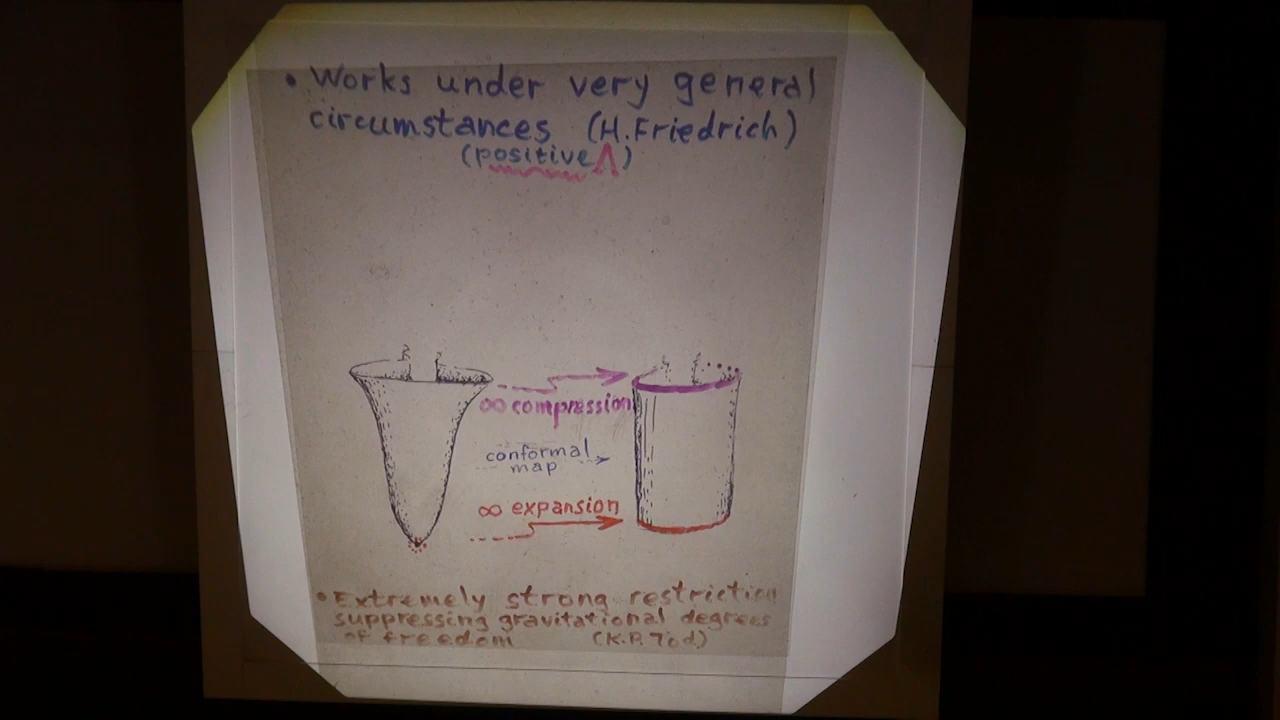 • Works under very general
circumstances (H.Friedrich)
(positive Λ)
∞ compression
conformal
map
∞ expansion
• Extremely strong restriction
suppressing gravitational degrees
of freedom (K.P. Tod)